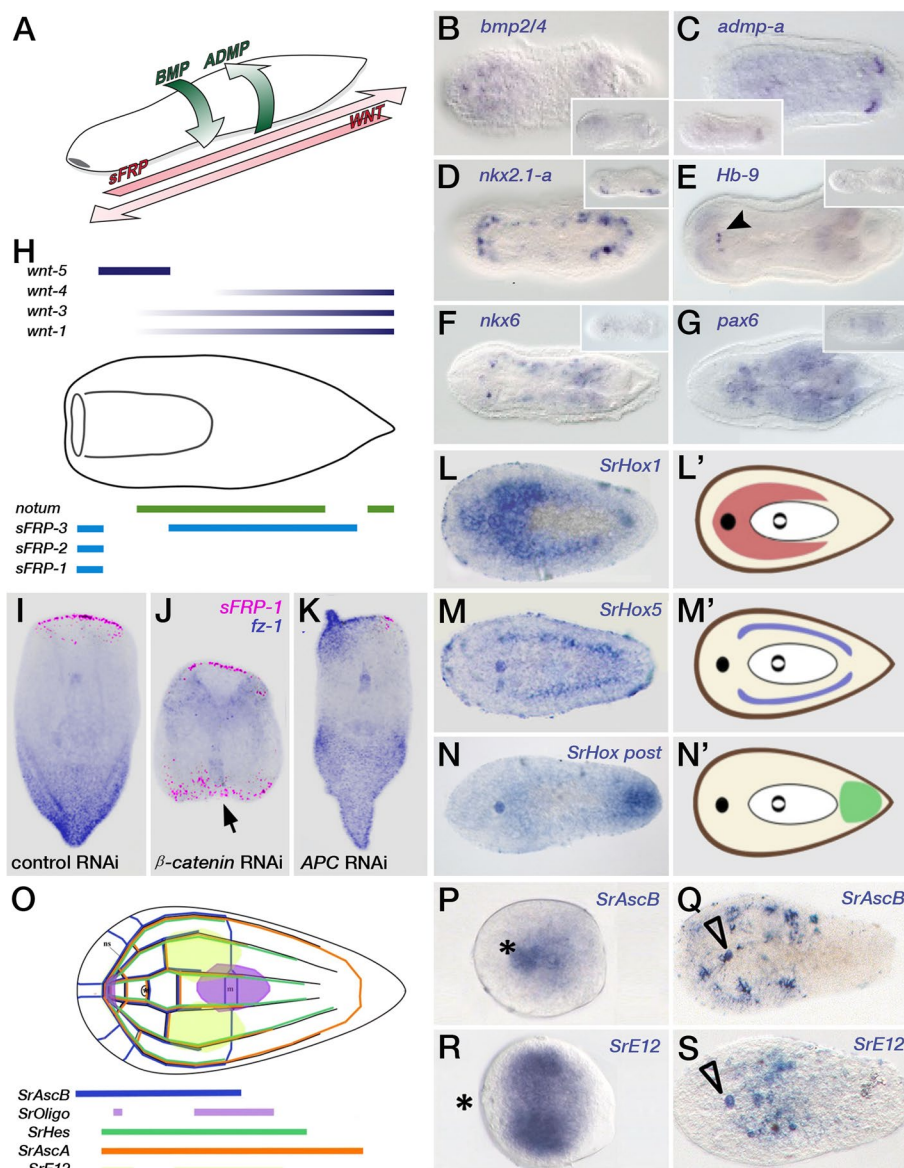 A
BMP
ADMP
sFRP
WNT
B
bmp2/4
C
admp-a
D
nkx2.1-a
E
Hb-9
F
nkx6
G
pax6
H
wnt-5
wnt-4
wnt-3
wnt-1
notum
sFRP-3
sFRP-2
sFRP-1
I
control RNAi
J
sFRP-1
fz-1
β-catenin RNAi
K
APC RNAi
L
SrHox1
L'
M
SrHox5
M'
N
SrHox post
N'
O
ns
m
SrAscB
SrOligo
SrHes
SrAscA
SrE12
P
SrAscB
*
Q
SrAscB
R
SrE12
*
S
SrE12